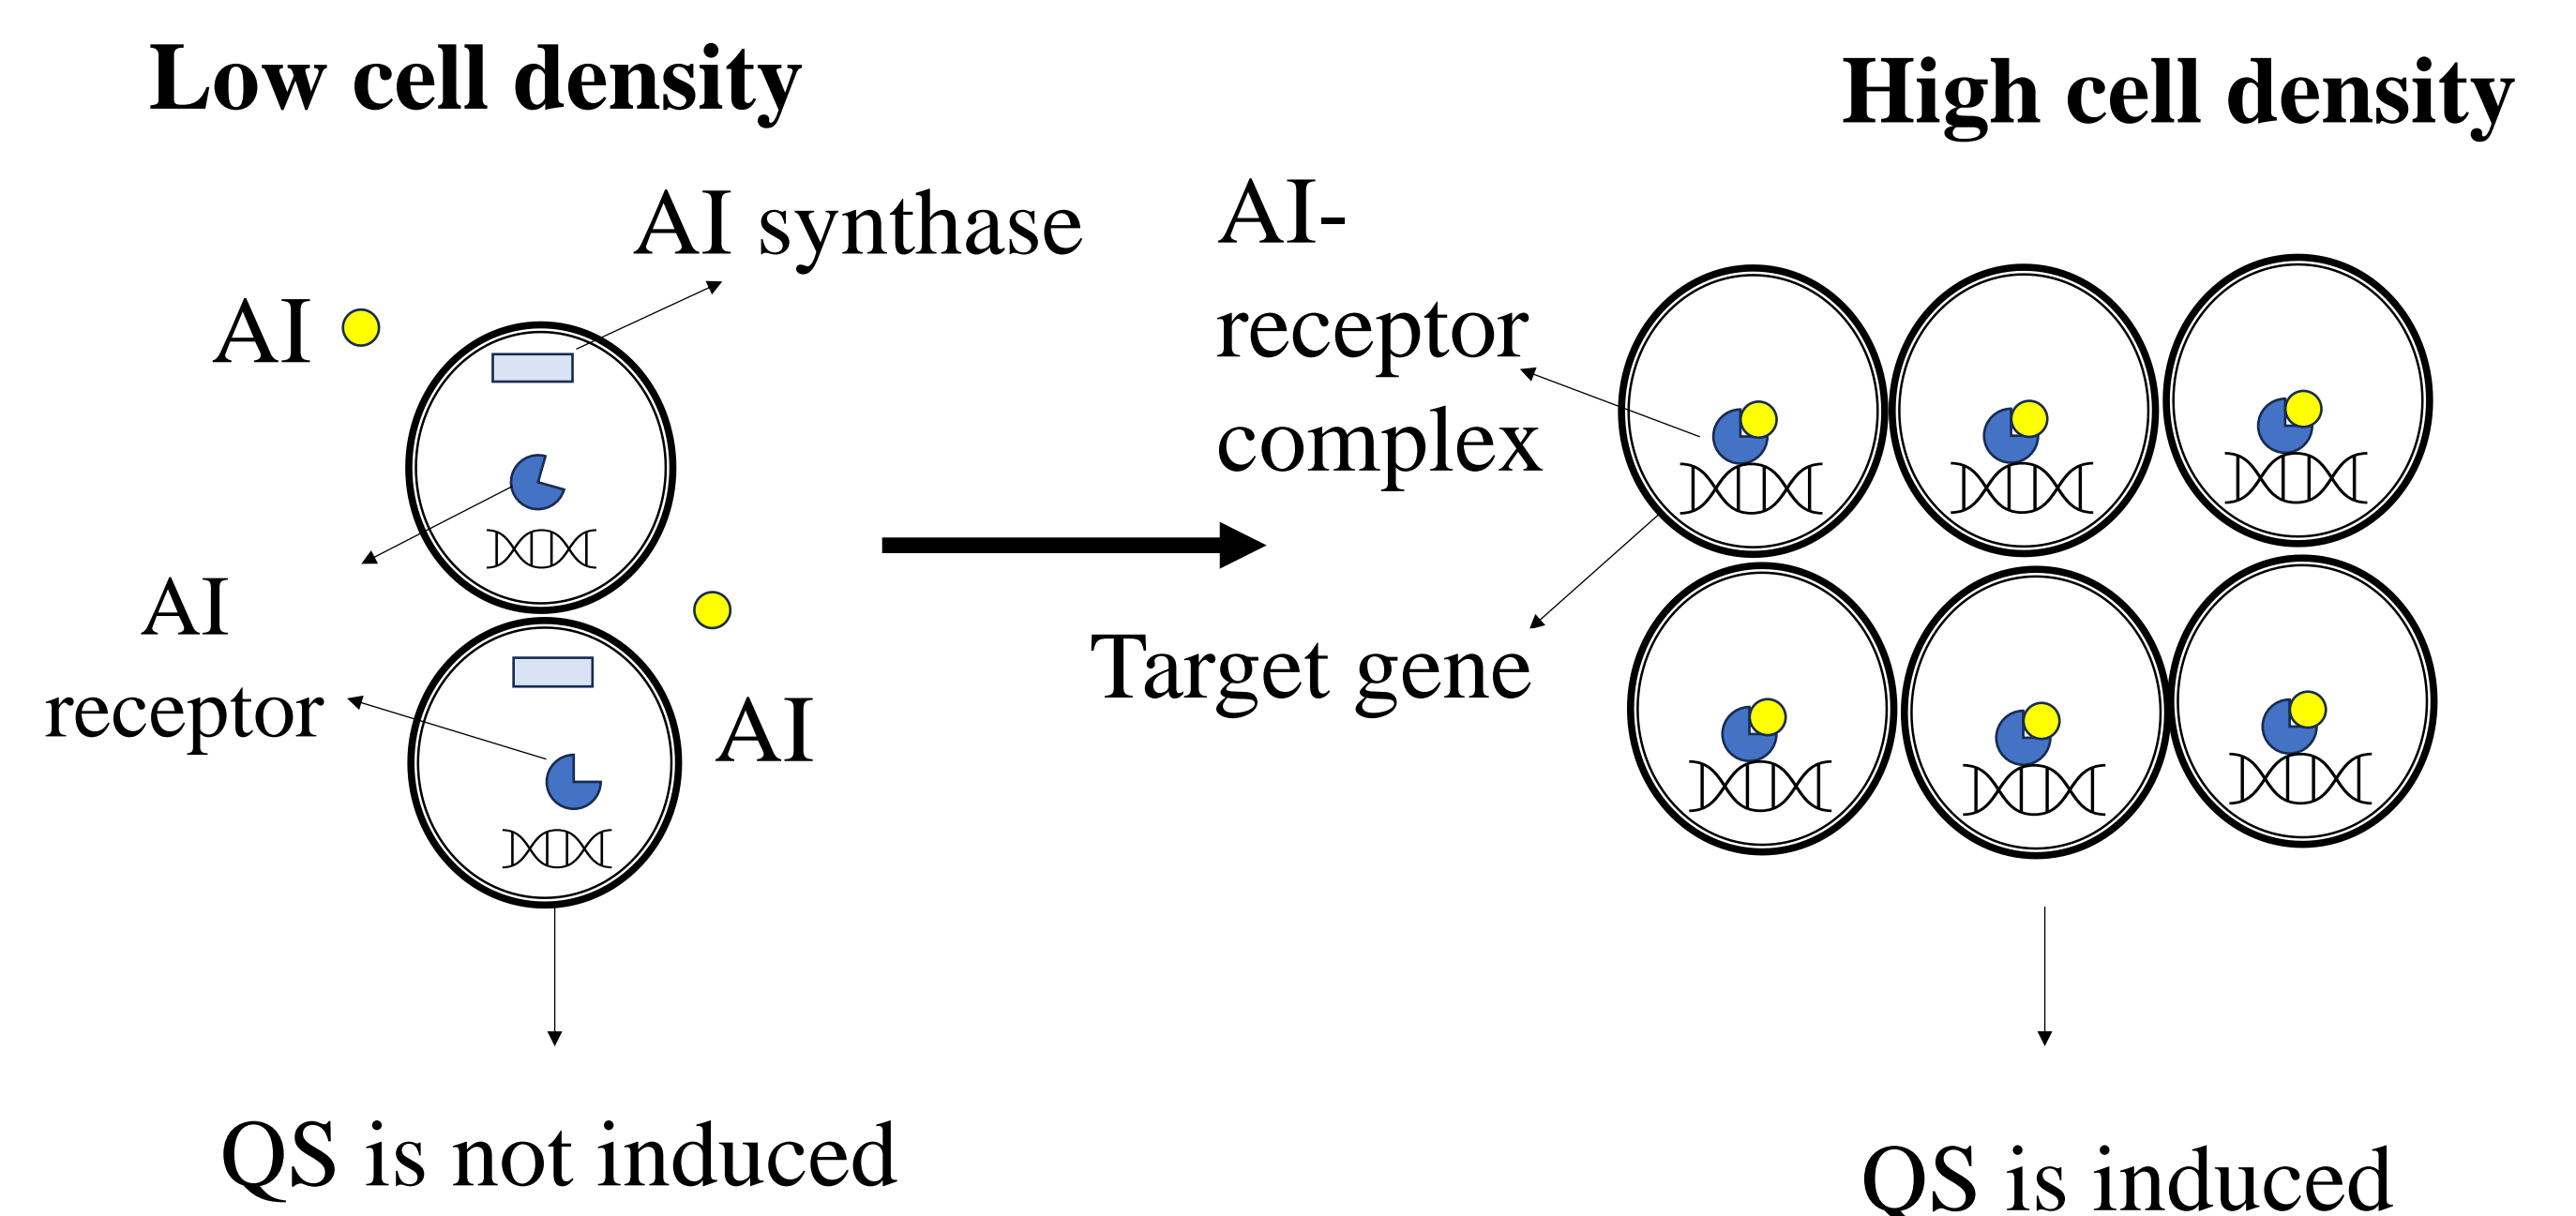 Low cell density
High cell density
AI synthase
AI
AI
receptor
AI
AI-
receptor
complex
Target gene
QS is not induced
QS is induced